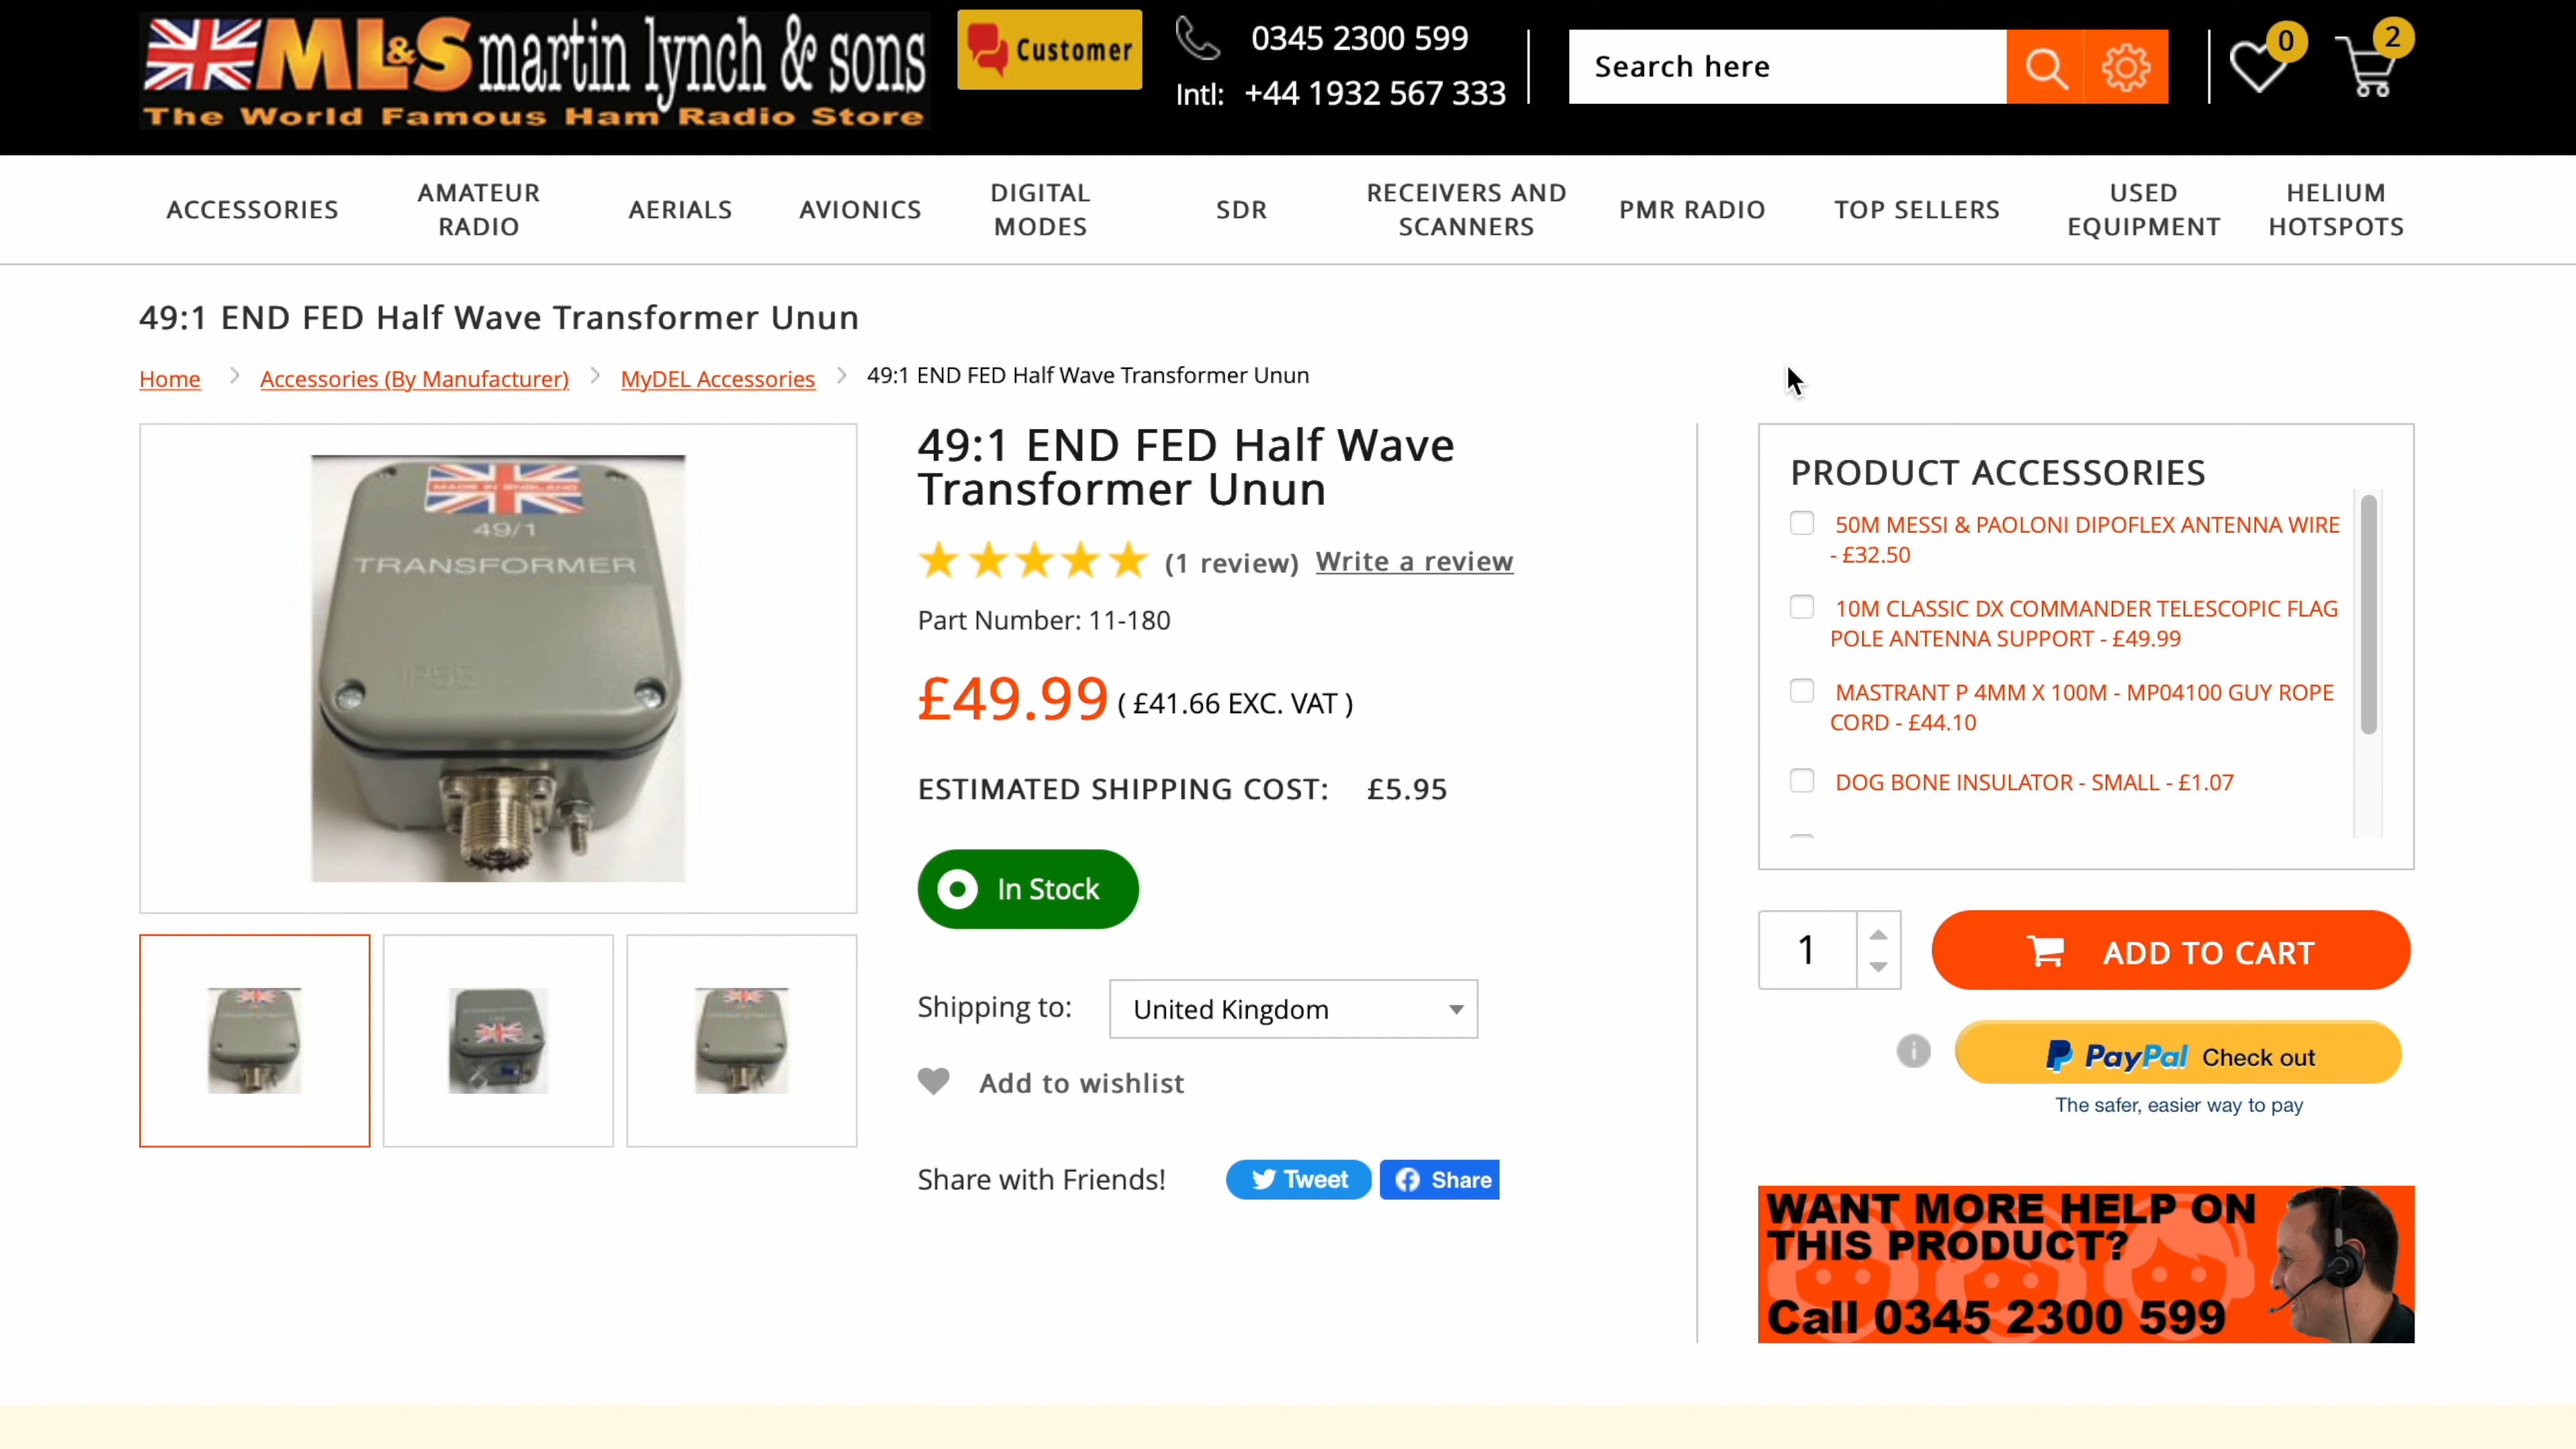 ML&S martin lynch & sons
The World Famous Ham Radio Store
Customer
0345 2300 599
Intl: +44 1932 567 333
Search here
0
2
ACCESSORIES
AMATEUR RADIO
AERIALS
AVIONICS
DIGITAL MODES
SDR
RECEIVERS AND SCANNERS
PMR RADIO
TOP SELLERS
USED EQUIPMENT
HELIUM HOTSPOTS
49:1 END FED Half Wave Transformer Unun
Home > Accessories (By Manufacturer) > MyDEL Accessories > 49:1 END FED Half Wave Transformer Unun
MADE IN ENGLAND
49/1
TRANSFORMER
49:1 END FED Half Wave
Transformer Unun
(1 review) Write a review
Part Number: 11-180
£49.99 ( £41.66 EXC. VAT )
ESTIMATED SHIPPING COST: £5.95
In Stock
Shipping to: United Kingdom
Add to wishlist
Share with Friends! Tweet Share
PRODUCT ACCESSORIES
50M MESSI & PAOLONI DIPOFLEX ANTENNA WIRE
- £32.50
10M CLASSIC DX COMMANDER TELESCOPIC FLAG
POLE ANTENNA SUPPORT - £49.99
MASTRANT P 4MM X 100M - MP04100 GUY ROPE
CORD - £44.10
DOG BONE INSULATOR - SMALL - £1.07
1
ADD TO CART
PayPal Check out
The safer, easier way to pay
WANT MORE HELP ON
THIS PRODUCT?
Call 0345 2300 599